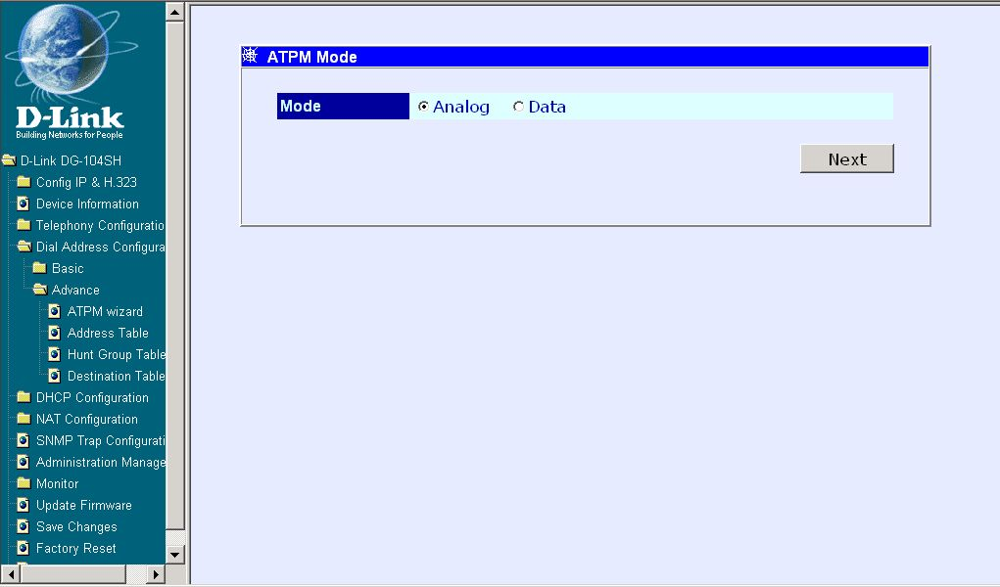 D-Link
Building Networks for People
D-Link DG-104SH
Config IP & H.323
Device Information
Telephony Configuratio
Dial Address Configura
Basic
Advance
ATPM wizard
Address Table
Hunt Group Table
Destination Table
DHCP Configuration
NAT Configuration
SNMP Trap Configurati
Administration Manage
Monitor
Update Firmware
Save Changes
Factory Reset
ATPM Mode
Mode Analog Data
Next